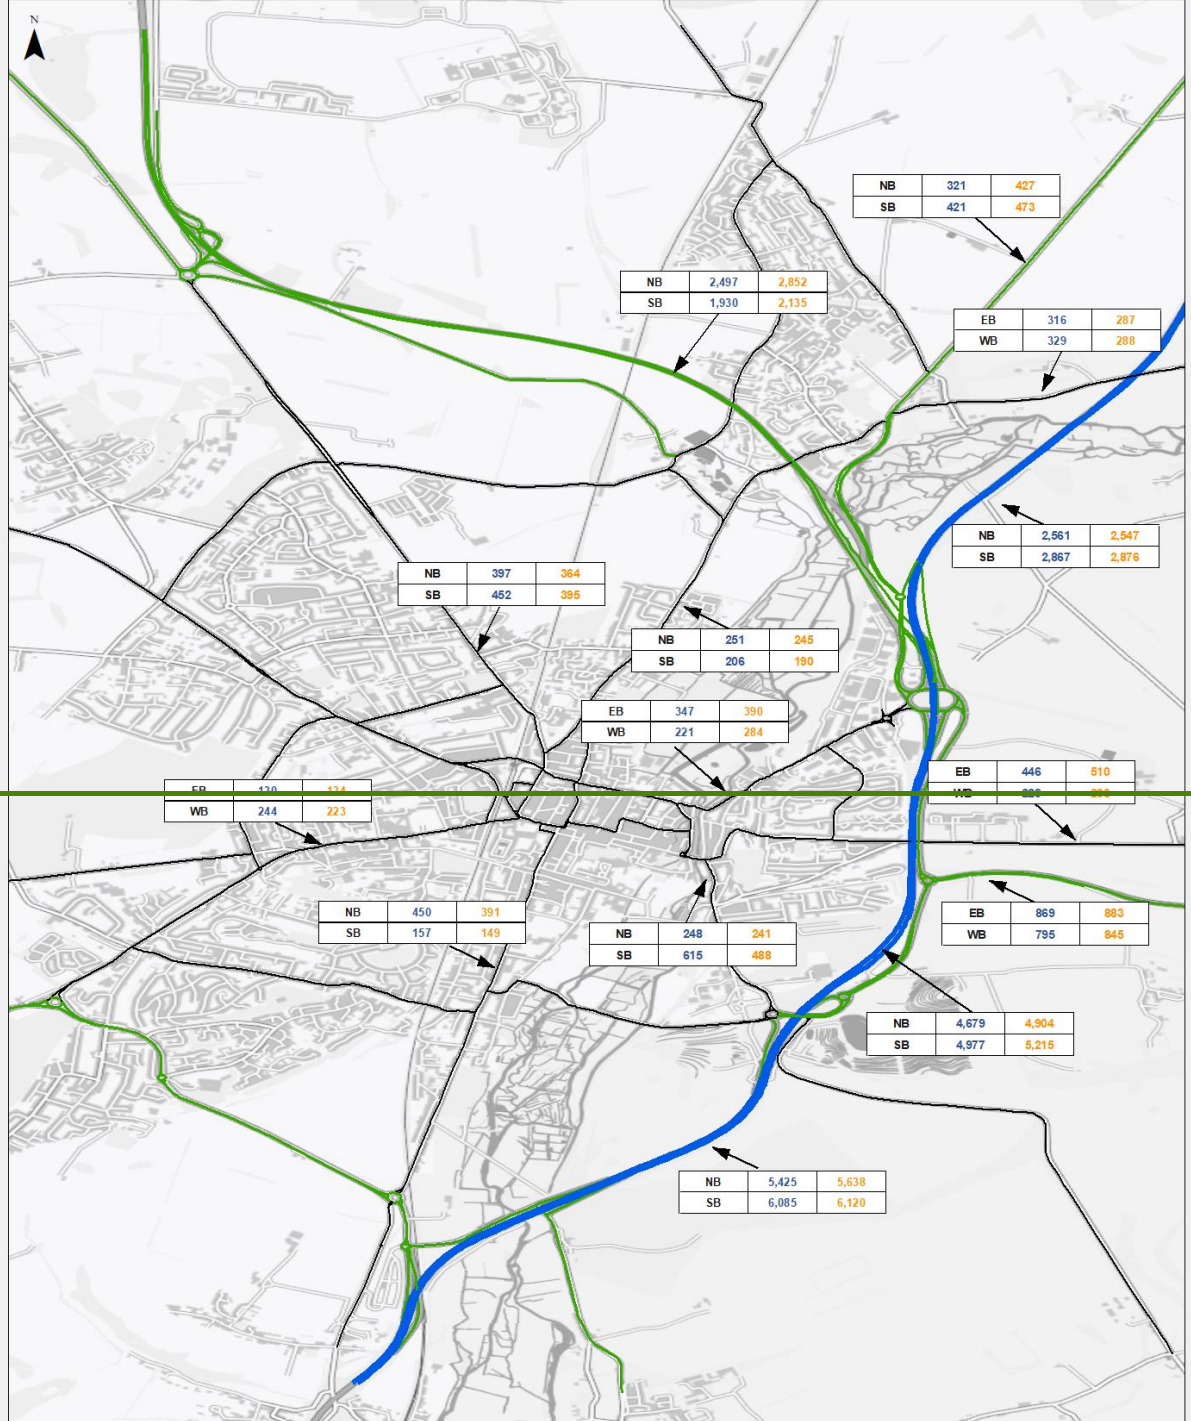 N
NB 321 427
SB 421 473
NB 2,497 2,852
SB 1,930 2,135
EB 316 287
WB 329 288
NB 2,561 2,547
SB 2,867 2,876
NB 397 364
SB 452 395
NB 251 245
SB 206 190
EB 347 390
WB 221 284
EB 446 510
WB
EB 130 134
WB 244 223
EB 869 883
WB 795 845
NB 450 391
SB 157 149
NB 248 241
SB 615 488
NB 4,679 4,904
SB 4,977 5,215
NB 5,425 5,638
SB 6,085 6,120